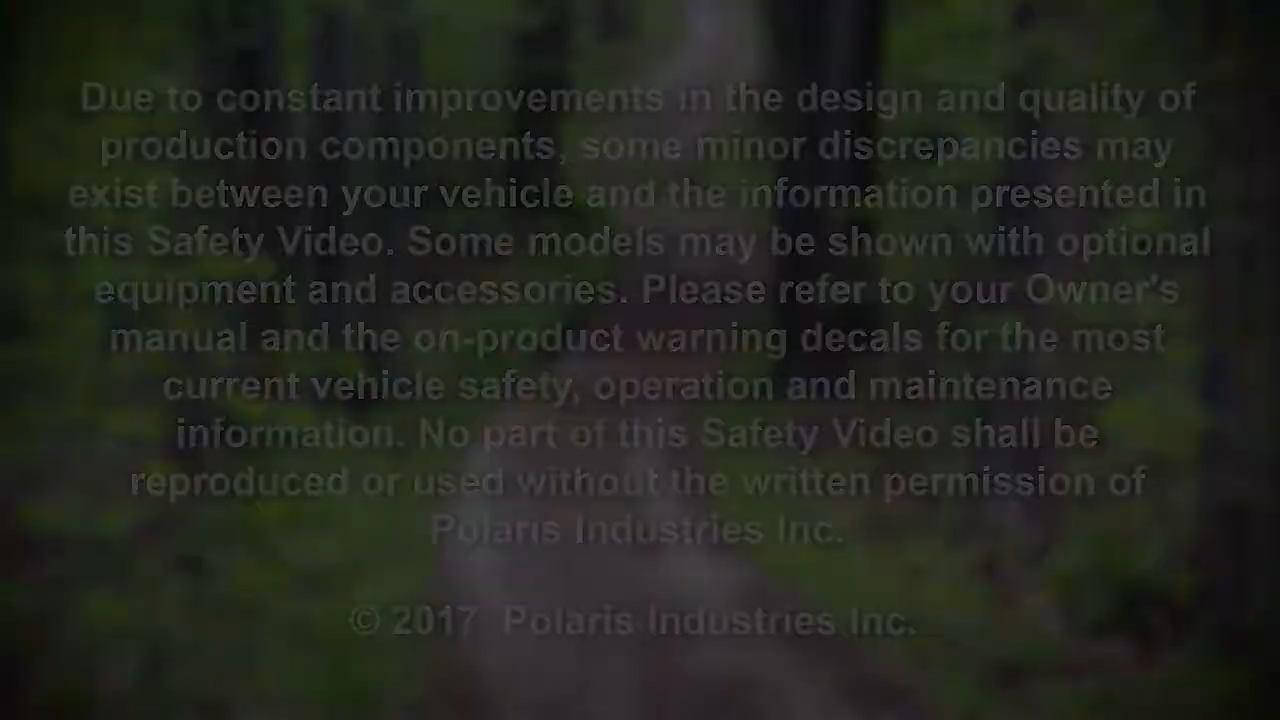 Due to constant improvements in the design and quality of
production components, some minor discrepancies may
exist between your vehicle and the information presented in
this Safety Video. Some models may be shown with optional
equipment and accessories. Please refer to your Owner's
manual and the on-product warning decals for the most
current vehicle safety, operation and maintenance
information. No part of this Safety Video shall be
reproduced or used without the written permission of
Polaris Industries Inc.
© 2017 Polaris Industries Inc.